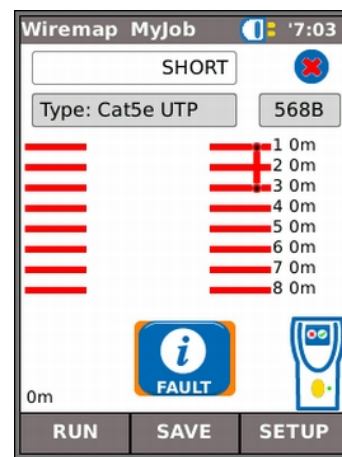 Wiremap MyJob '7:03
SHORT
Type: Cat5e UTP 568B
1 0m
2 0m
3 0m
4 0m
5 0m
6 0m
7 0m
8 0m
i
FAULT
0m
RUN SAVE SETUP